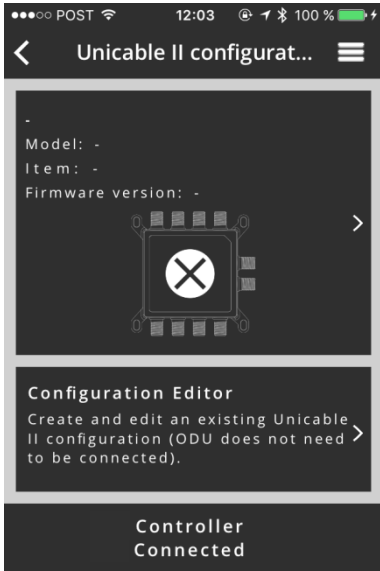 POST 12:03 100 %
Unicable II configurat...
-
Model: -
Item: -
Firmware version: -
Configuration Editor
Create and edit an existing Unicable
II configuration (ODU does not need
to be connected).
Controller
Connected